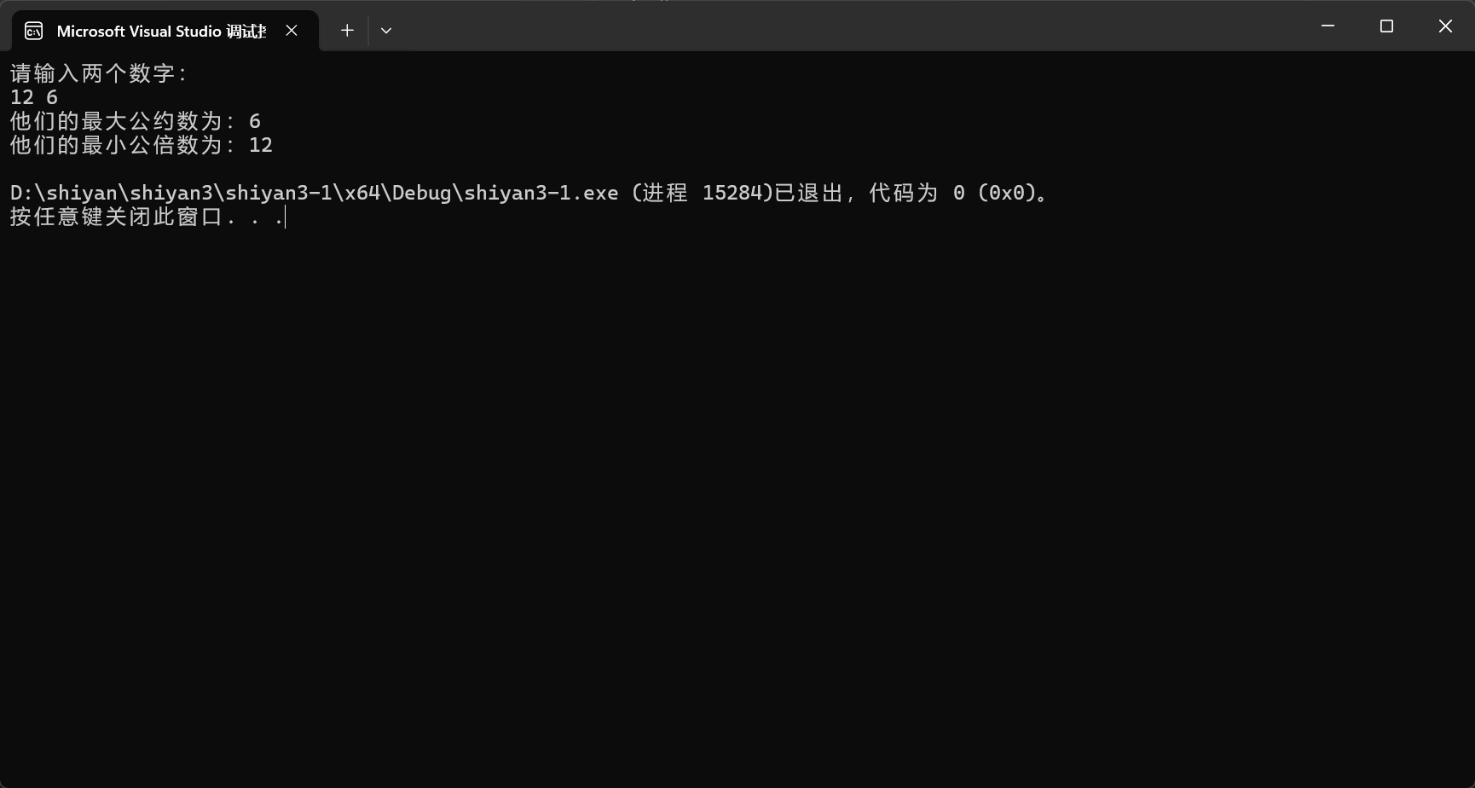 Microsoft Visual Studio 调试控
请输入两个数字：
12 6
他们的最大公约数为：6
他们的最小公倍数为：12
D:\shiyan\shiyan3\shiyan3-1\x64\Debug\shiyan3-1.exe (进程 15284)已退出，代码为 0 (0x0)。
按任意键关闭此窗口. . .